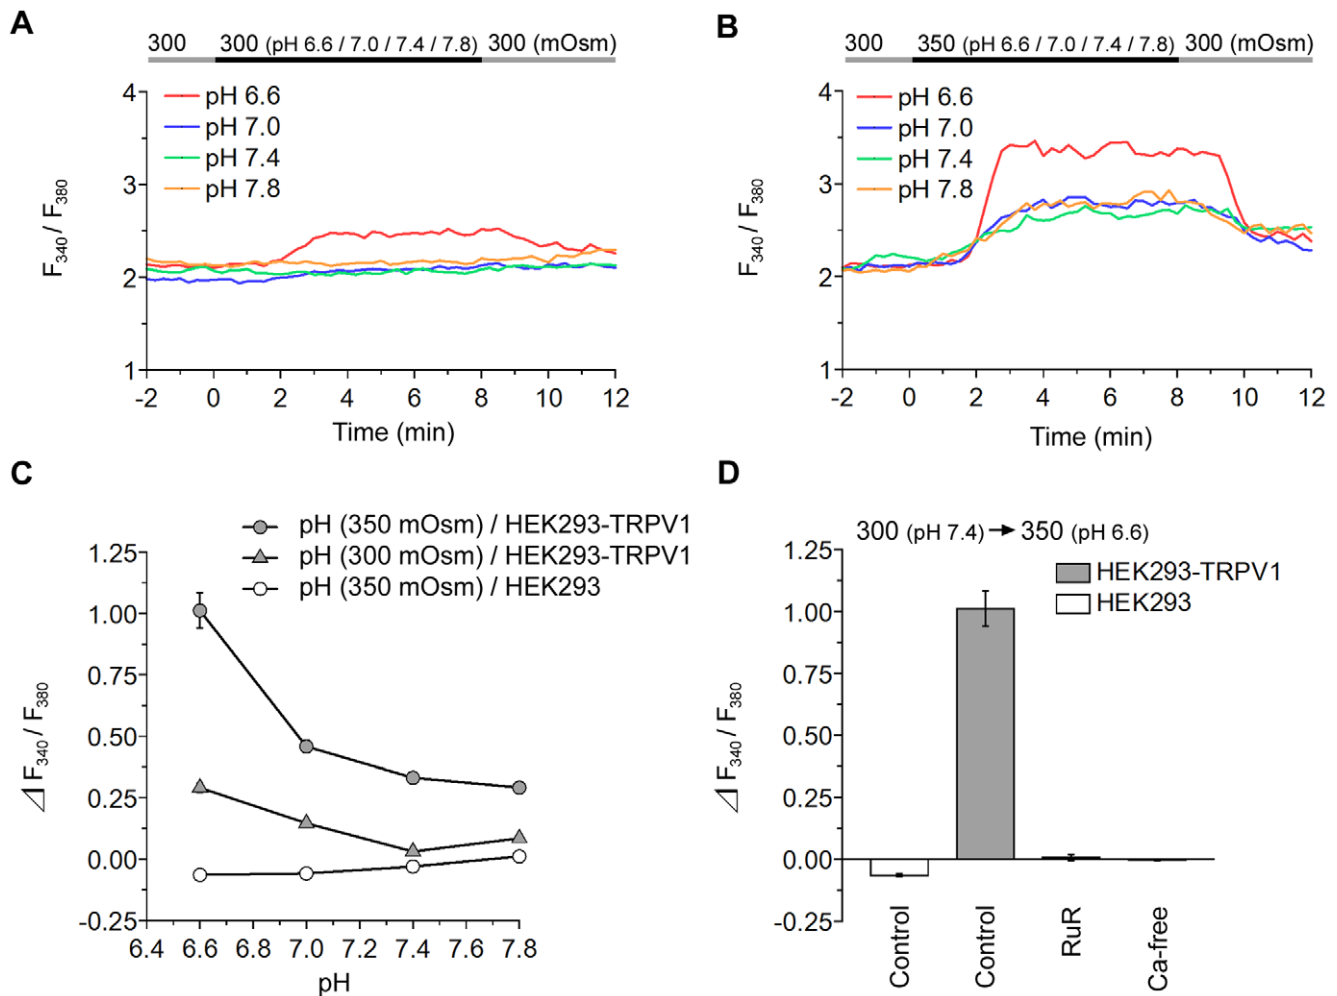 A
300 300 (pH 6.6 / 7.0 / 7.4 / 7.8) 300 (mOsm)
pH 6.6
pH 7.0
pH 7.4
pH 7.8
4
3
2
1
F340 / F380
-2 0 2 4 6 8 10 12
Time (min)
B
300 350 (pH 6.6 / 7.0 / 7.4 / 7.8) 300 (mOsm)
pH 6.6
pH 7.0
pH 7.4
pH 7.8
4
3
2
1
F340 / F380
-2 0 2 4 6 8 10 12
Time (min)
C
pH (350 mOsm) / HEK293-TRPV1
pH (300 mOsm) / HEK293-TRPV1
pH (350 mOsm) / HEK293
1.25
1.00
0.75
0.50
0.25
0.00
-0.25
⊿ F340 / F380
6.4 6.6 6.8 7.0 7.2 7.4 7.6 7.8
pH
D
300 (pH 7.4) → 350 (pH 6.6)
HEK293-TRPV1
HEK293
1.25
1.00
0.75
0.50
0.25
0.00
-0.25
⊿ F340 / F380
Control
Control
RuR
Ca-free